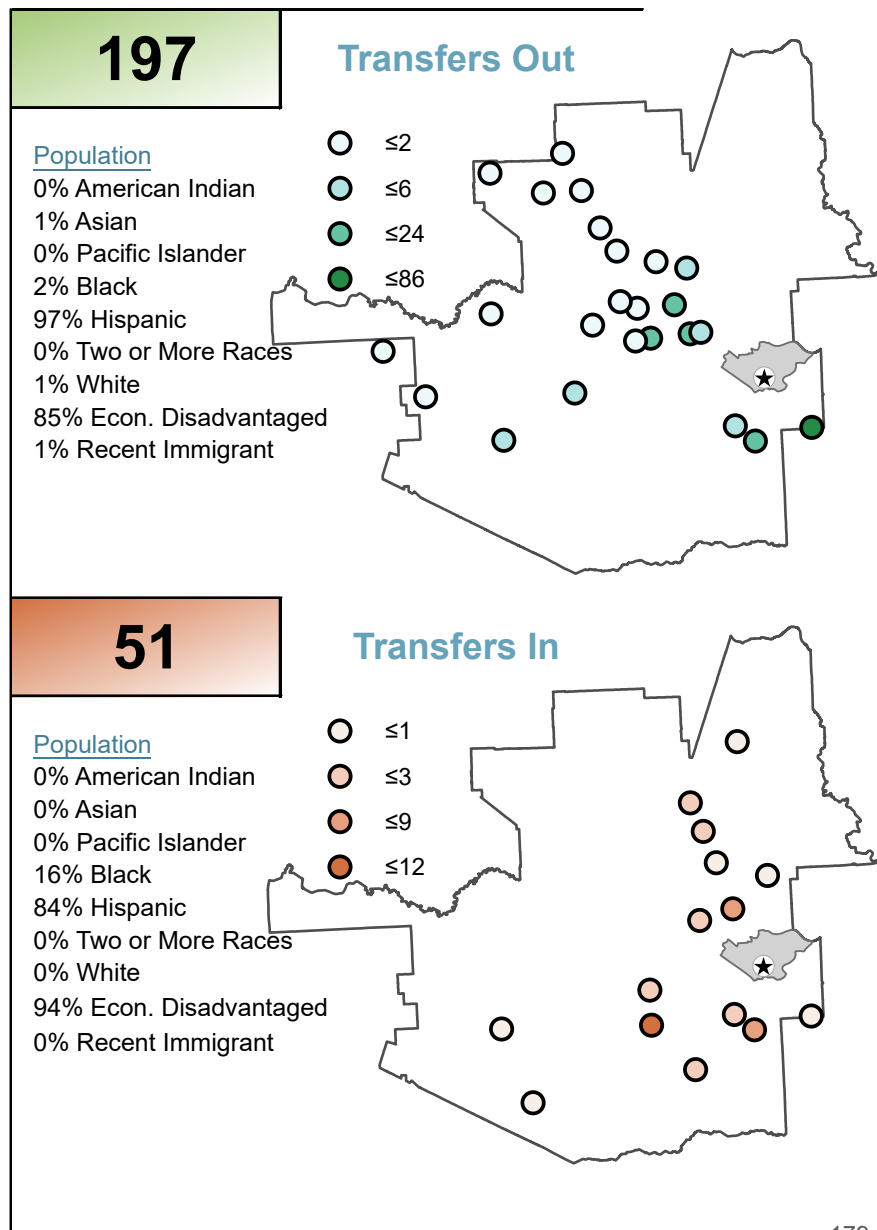 197
Transfers Out
Population
0% American Indian
1% Asian
0% Pacific Islander
2% Black
97% Hispanic
0% Two or More Races
1% White
85% Econ. Disadvantaged
1% Recent Immigrant
≤2
≤6
≤24
≤86
51
Transfers In
Population
0% American Indian
0% Asian
0% Pacific Islander
16% Black
84% Hispanic
0% Two or More Races
0% White
94% Econ. Disadvantaged
0% Recent Immigrant
≤1
≤3
≤9
≤12